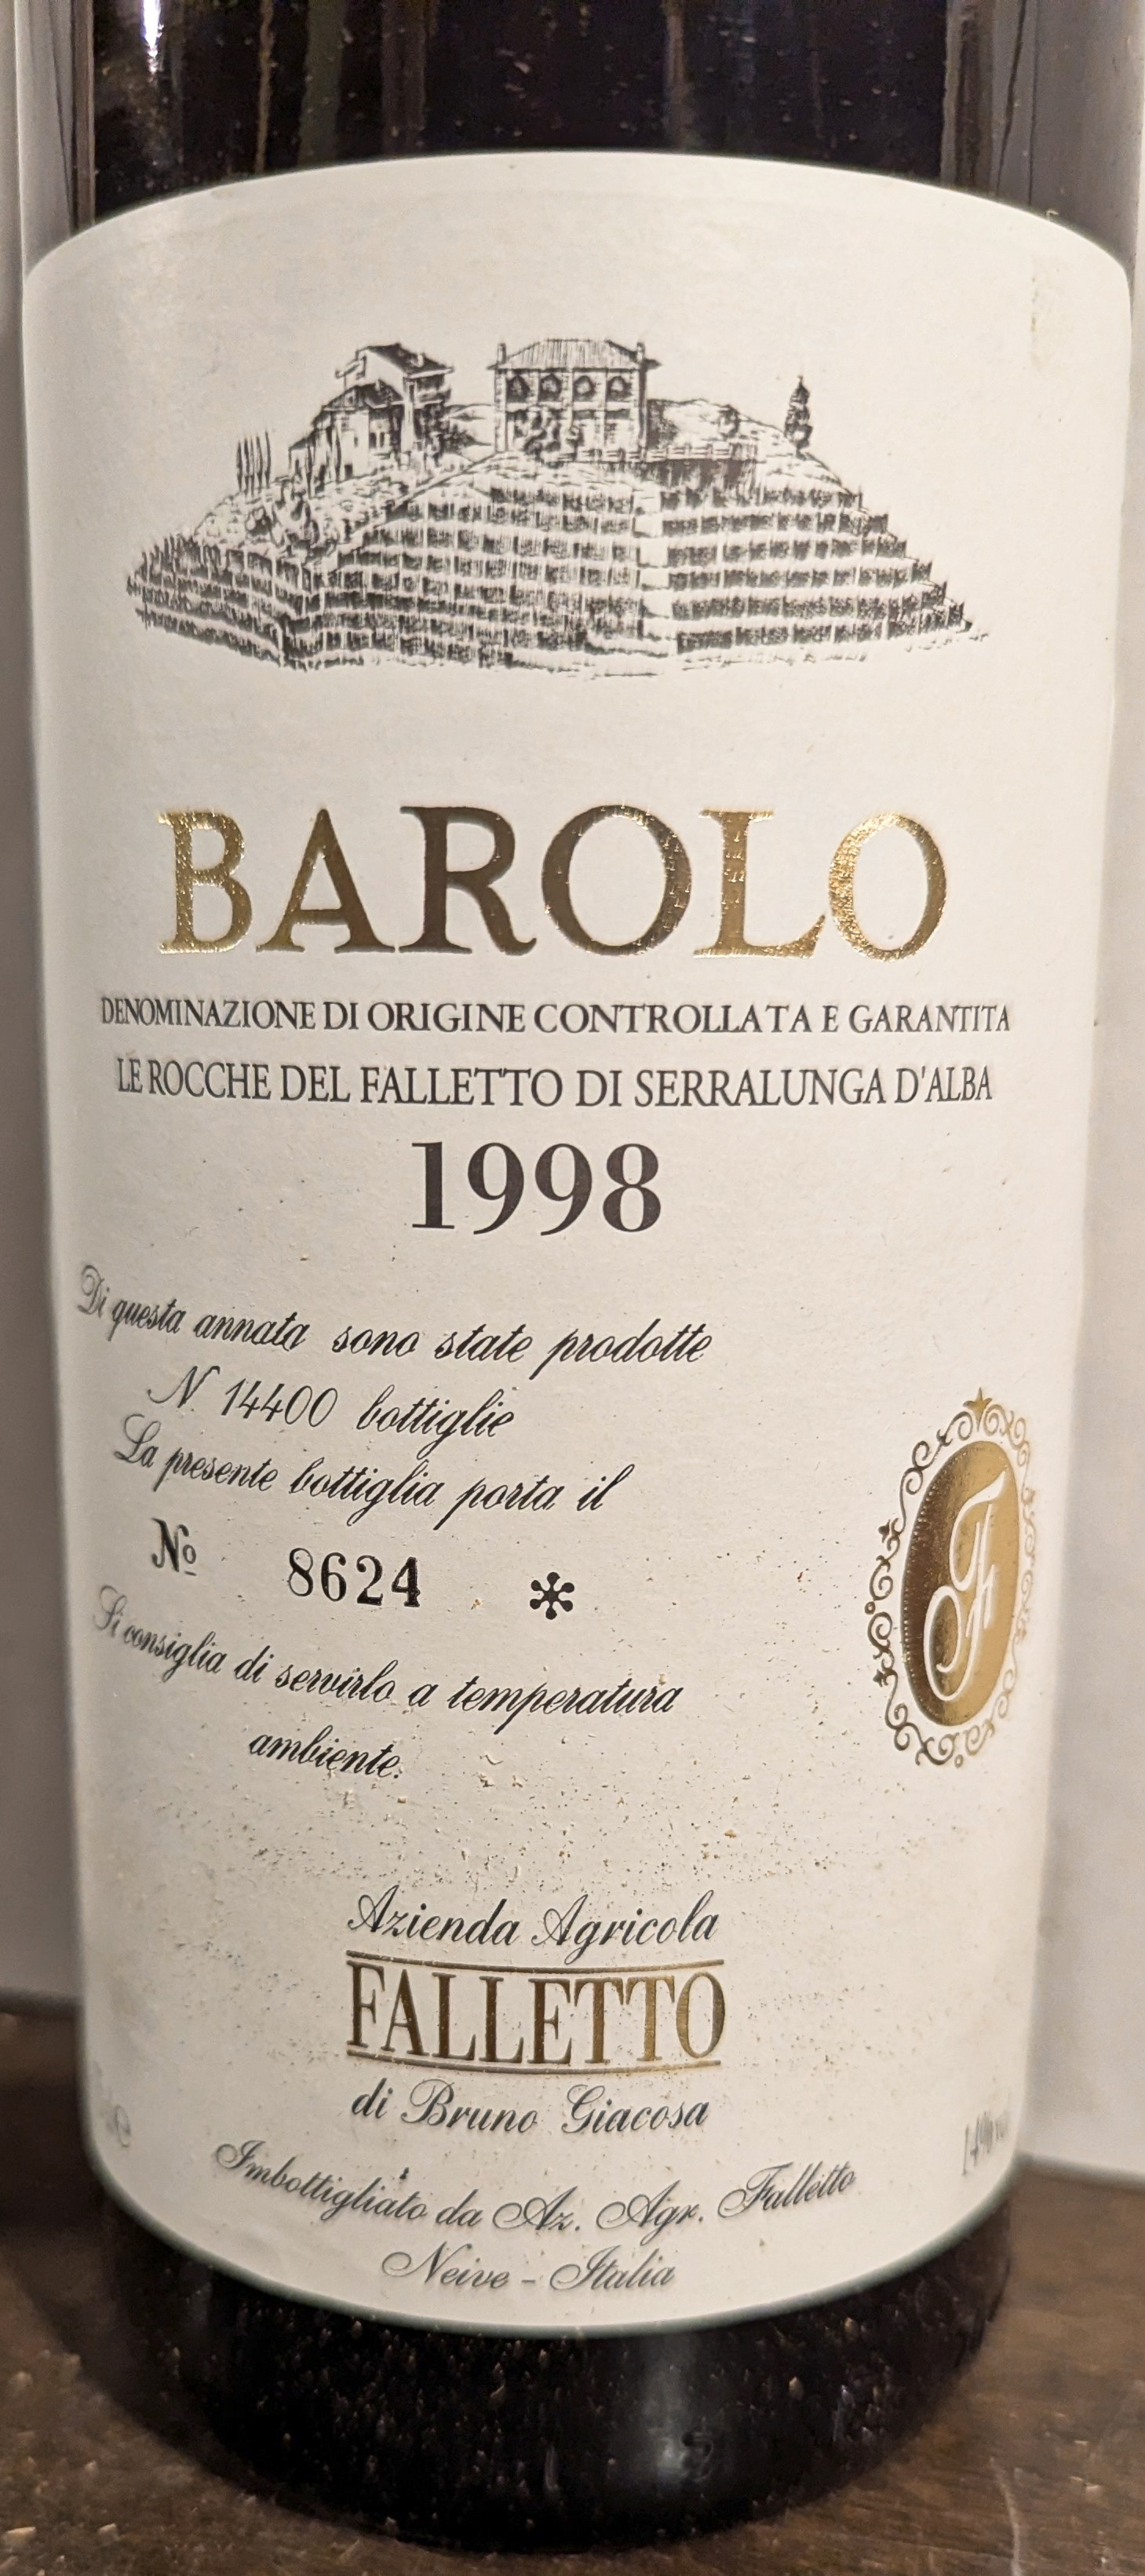 BAROLO
DENOMINAZIONE DI ORIGINE CONTROLLATA E GARANTITA
LE ROCCHE DEL FALLETTO DI SERRALUNGA D'ALBA
1998
Di questa annata sono state prodotte
N 14400 bottiglie
La presente bottiglia porta il
No 8624 *
Si consiglia di servirlo a temperatura
ambiente.
Azienda Agricola
FALLETTO
di Bruno Giacosa
14% vol
Imbottigliato da Az. Agr. Falletto
Neive - Italia